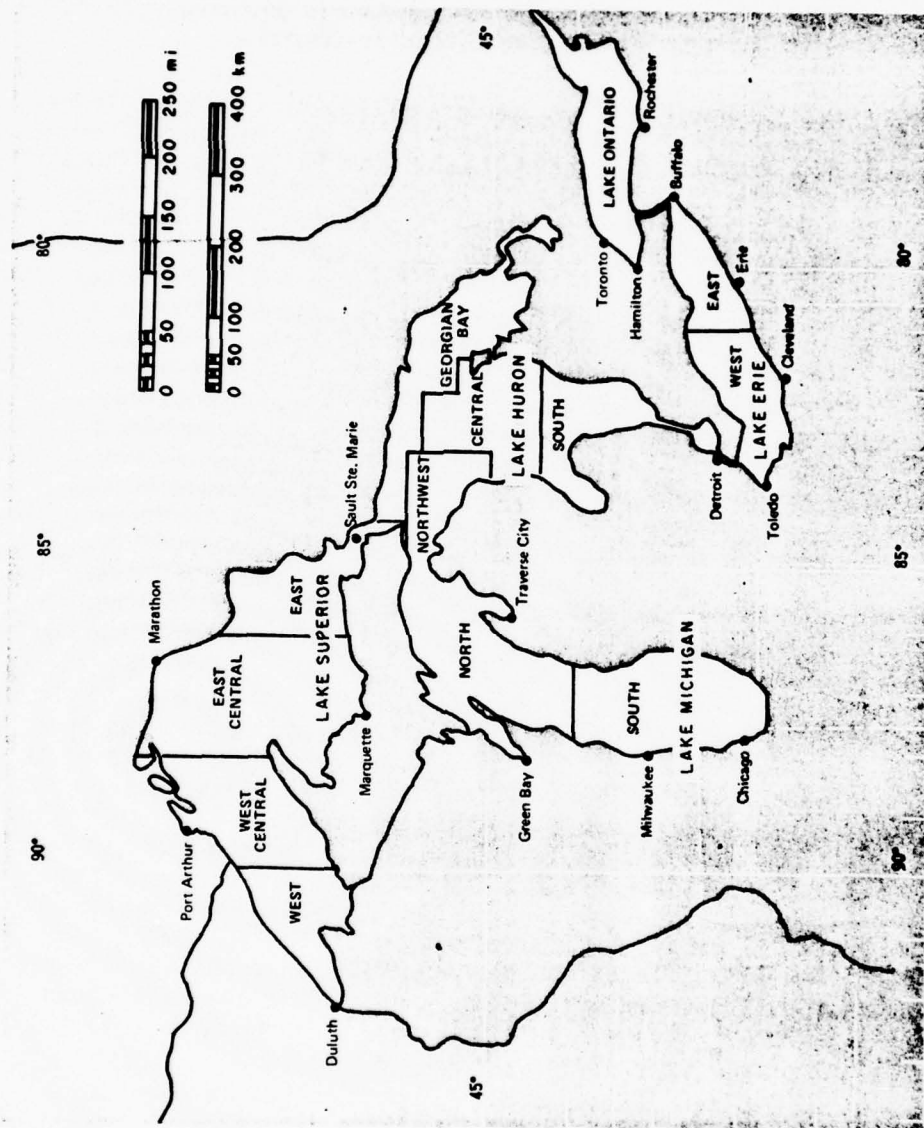 90°
85°
80°
0 50 100 150 200 250 mi
0 50 100 200 300 400 km
Marathon
Port Arthur
EAST
CENTRAL
WEST
CENTRAL
EAST
Sault Ste. Marie
WEST
LAKE SUPERIOR
Duluth
Marquette
45°
45°
NORTHWEST
GEORGIAN
BAY
CENTRAL
LAKE HURON
SOUTH
NORTH
Traverse City
Green Bay
Toronto
LAKE ONTARIO
Hamilton
Rochester
Buffalo
SOUTH
Milwaukee
LAKE MICHIGAN
Chicago
Detroit
Toledo
WEST
EAST
LAKE ERIE
Erie
Cleveland
90°
85°
80°